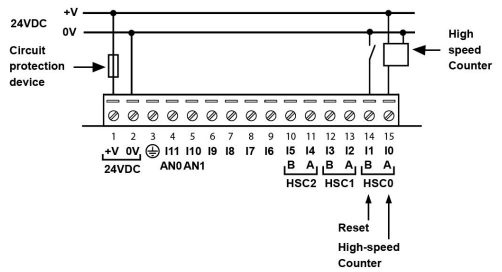 +V
24VDC
0V
Circuit
protection
device
High
speed
Counter
1 2 3 4 5 6 7 8 9 10 11 12 13 14 15
+V 0V I11 I10 I9 I8 I7 I6 I5 I4 I3 I2 I1 I0
AN0 AN1 B A B A B A
24VDC HSC2 HSC1 HSC0
Reset
High-speed
Counter